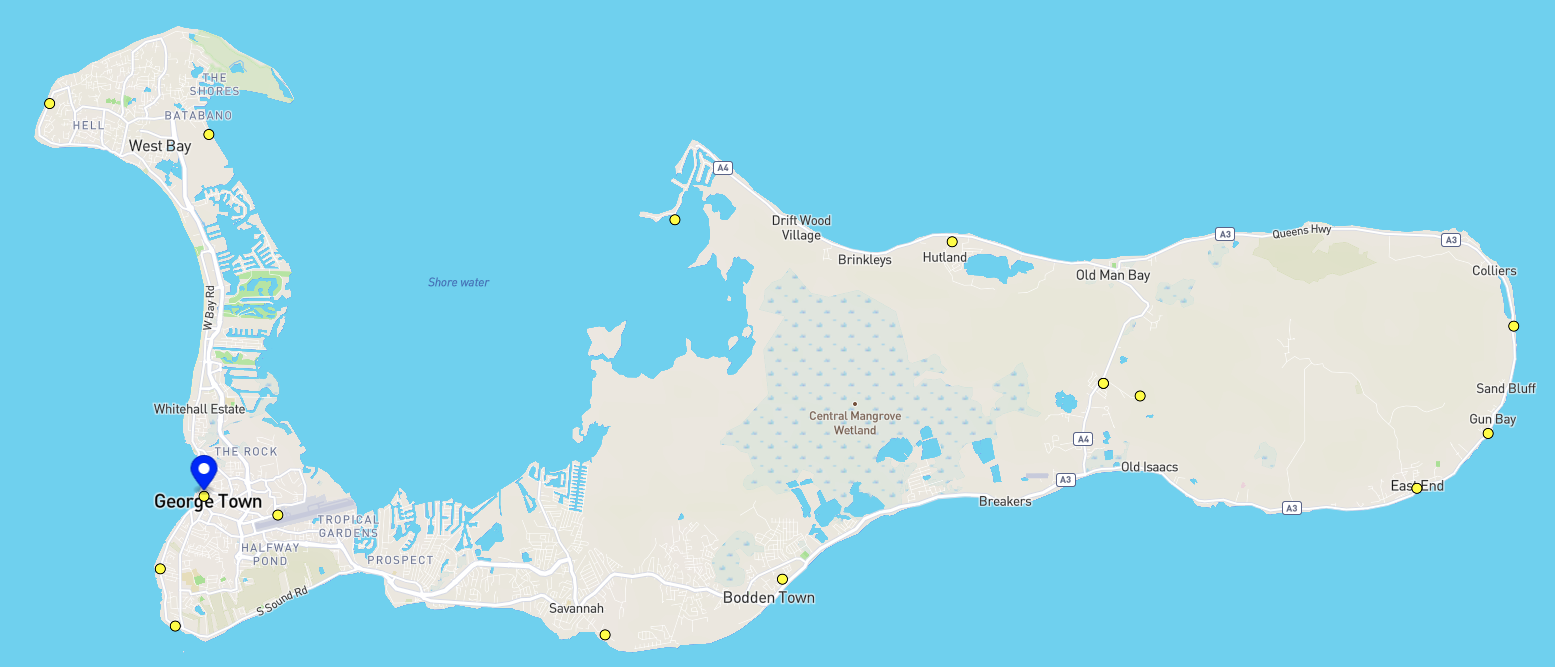 THE
SHORES
BATABANO
HELL
West Bay
A4
Drift Wood
Village
Brinkleys
Hutland
Old Man Bay
A3
Queens Hwy
A3
Colliers
Shore water
W Bay Rd
Sand Bluff
Gun Bay
Whitehall Estate
Central Mangrove
Wetland
A4
THE ROCK
Old Isaacs
A3
East End
George Town
Breakers
A3
TROPICAL
GARDENS
HALFWAY
POND
PROSPECT
S Sound Rd
Savannah
Bodden Town